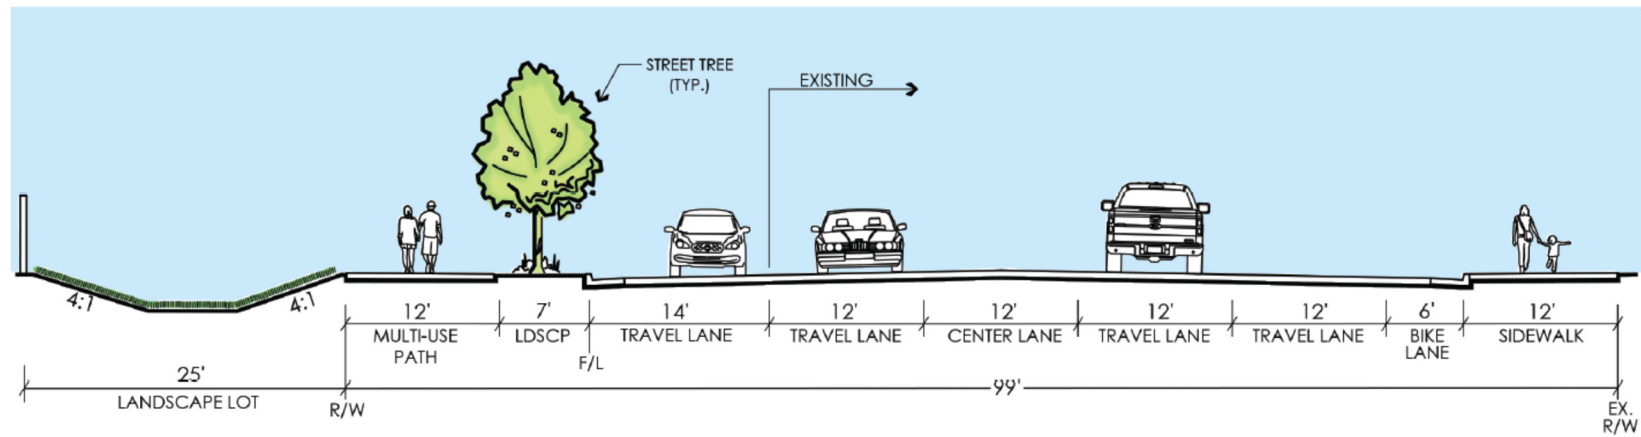 STREET TREE
(TYP.)
EXISTING
4:1
4:1
12'
7'
14'
12'
12'
12'
12'
6'
12'
MULTI-USE
PATH
LDSCP
TRAVEL LANE
TRAVEL LANE
CENTER LANE
TRAVEL LANE
TRAVEL LANE
BIKE
LANE
SIDEWALK
F/L
25'
99'
LANDSCAPE LOT
R/W
EX.
R/W